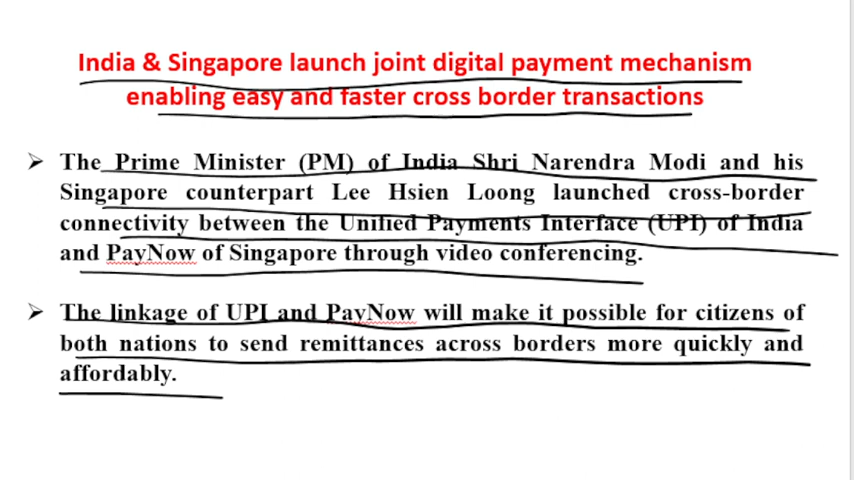 India & Singapore launch joint digital payment mechanism
enabling easy and faster cross border transactions
➢ The Prime Minister (PM) of India Shri Narendra Modi and his
Singapore counterpart Lee Hsien Loong launched cross-border
connectivity between the Unified Payments Interface (UPI) of India
and PayNow of Singapore through video conferencing.
➢ The linkage of UPI and PayNow will make it possible for citizens of
both nations to send remittances across borders more quickly and
affordably.